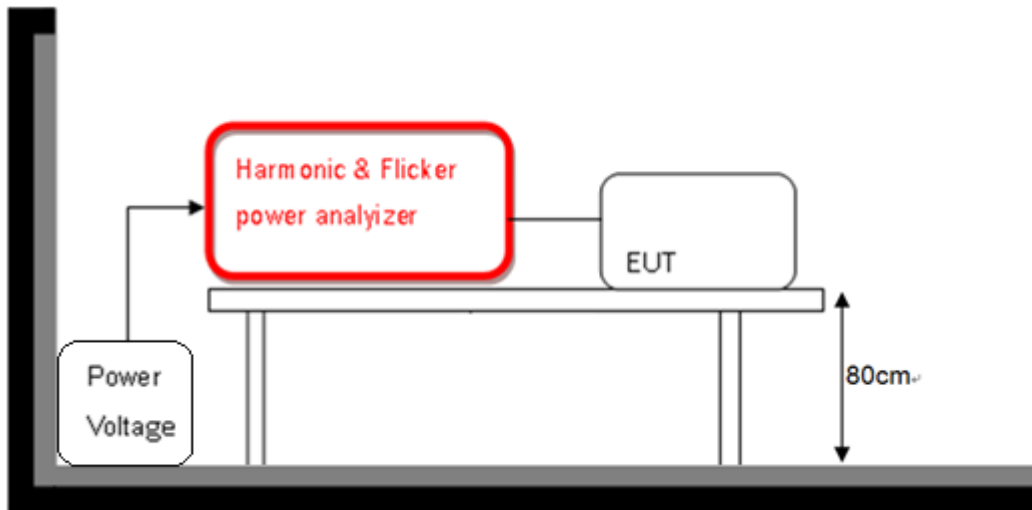 Harmonic & Flicker
power analyizer
EUT
Power
Voltage
80cm